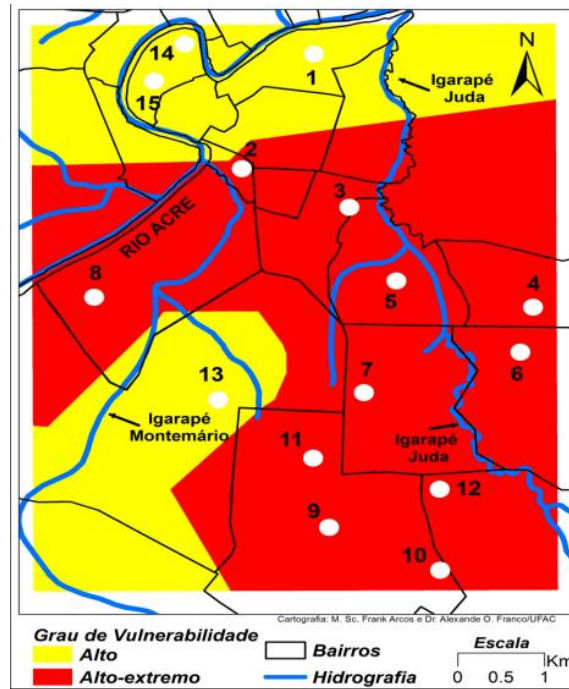 14
1
N
Igarapé
Juda
15
2
3
RIO ACRE
8
5
4
6
13
7
Igarapé
Montemário
11
Igarapé
Juda
12
9
10
Cartografia: M. Sc. Frank Arcos e Dr. Alexande O. Franco/UFAC
Grau de Vulnerabilidade
Alto
Alto-extremo
Bairros
Hidrografia
Escala
0 0.5 1 Km